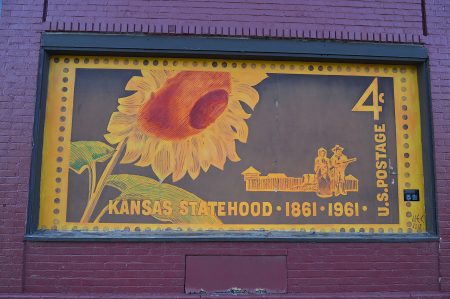 4¢
U.S. POSTAGE
KANSAS STATEHOOD · 1861 · 1961 ·